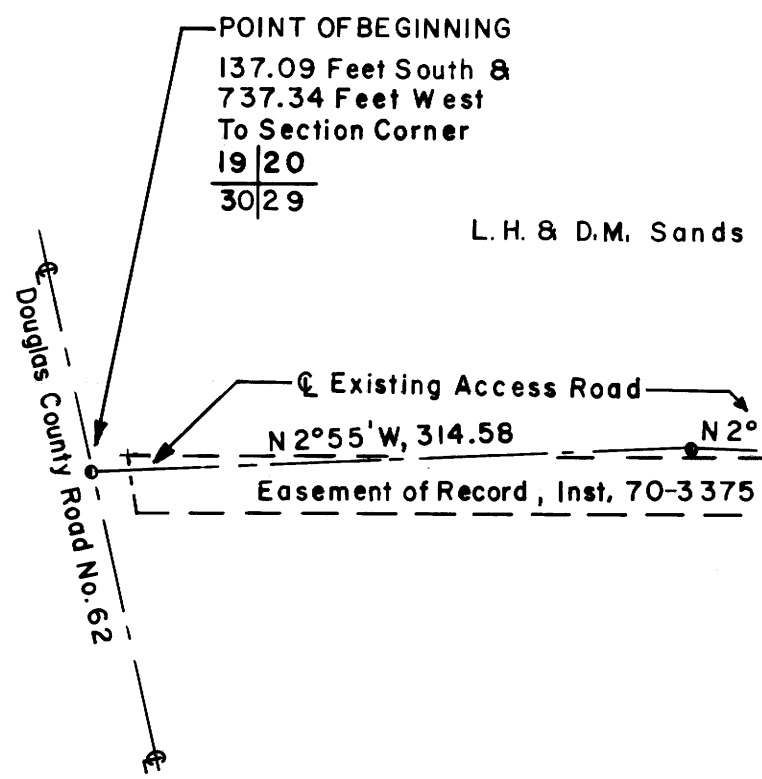 POINT OF BEGINNING
137.09 Feet South &
737.34 Feet West
To Section Corner
19|20
30|29
L.H. & D.M. Sands
℄
Douglas County Road No. 62
℄ Existing Access Road
N 2°55'W, 314.58
N 2°
Easement of Record, Inst. 70-3375
℄